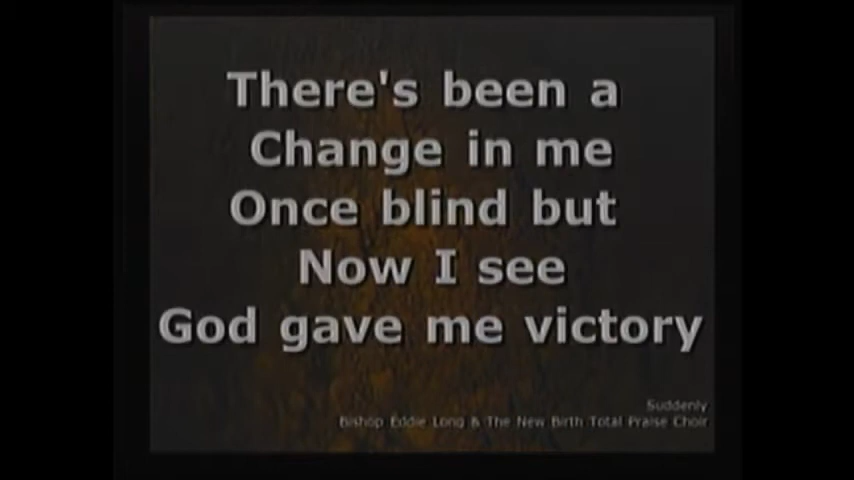 There's been a
Change in me
Once blind but
Now I see
God gave me victory
Suddenly
Bishop Eddie Long & The New Birth Total Praise Choir